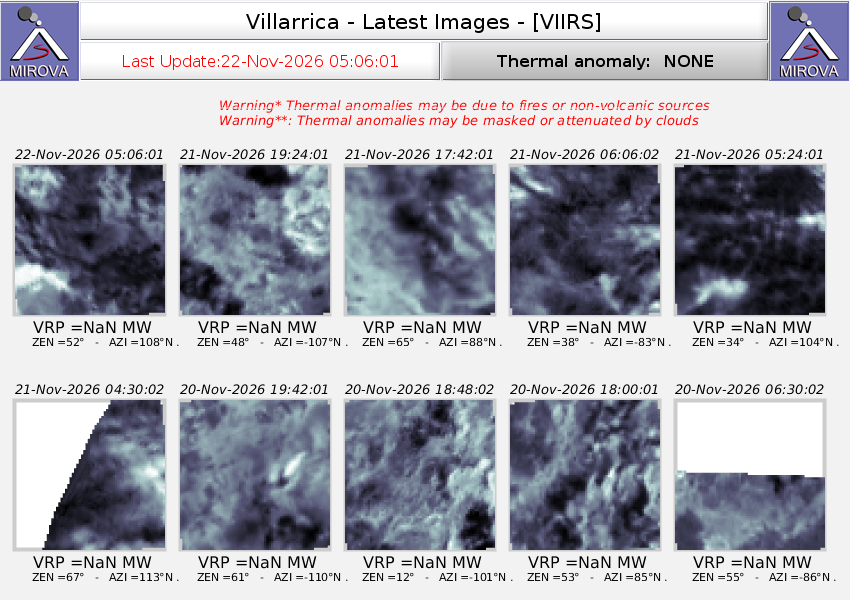 Villarrica - Latest Images - [VIIRS]
MIROVA
Last Update:22-Nov-2026 05:06:01
Thermal anomaly: NONE
MIROVA
Warning* Thermal anomalies may be due to fires or non-volcanic sources
Warning**: Thermal anomalies may be masked or attenuated by clouds
22-Nov-2026 05:06:01 21-Nov-2026 19:24:01 21-Nov-2026 17:42:01 21-Nov-2026 06:06:02 21-Nov-2026 05:24:01
VRP =NaN MW VRP =NaN MW VRP =NaN MW VRP =NaN MW VRP =NaN MW
ZEN =52° - AZI =108°N . ZEN =48° - AZI =-107°N . ZEN =65° - AZI =88°N . ZEN =38° - AZI =-83°N . ZEN =34° - AZI =104°N .
21-Nov-2026 04:30:02 20-Nov-2026 19:42:01 20-Nov-2026 18:48:02 20-Nov-2026 18:00:01 20-Nov-2026 06:30:02
VRP =NaN MW VRP =NaN MW VRP =NaN MW VRP =NaN MW VRP =NaN MW
ZEN =67° - AZI =113°N . ZEN =61° - AZI =-110°N . ZEN =12° - AZI =-101°N . ZEN =53° - AZI =85°N . ZEN =55° - AZI =-86°N .